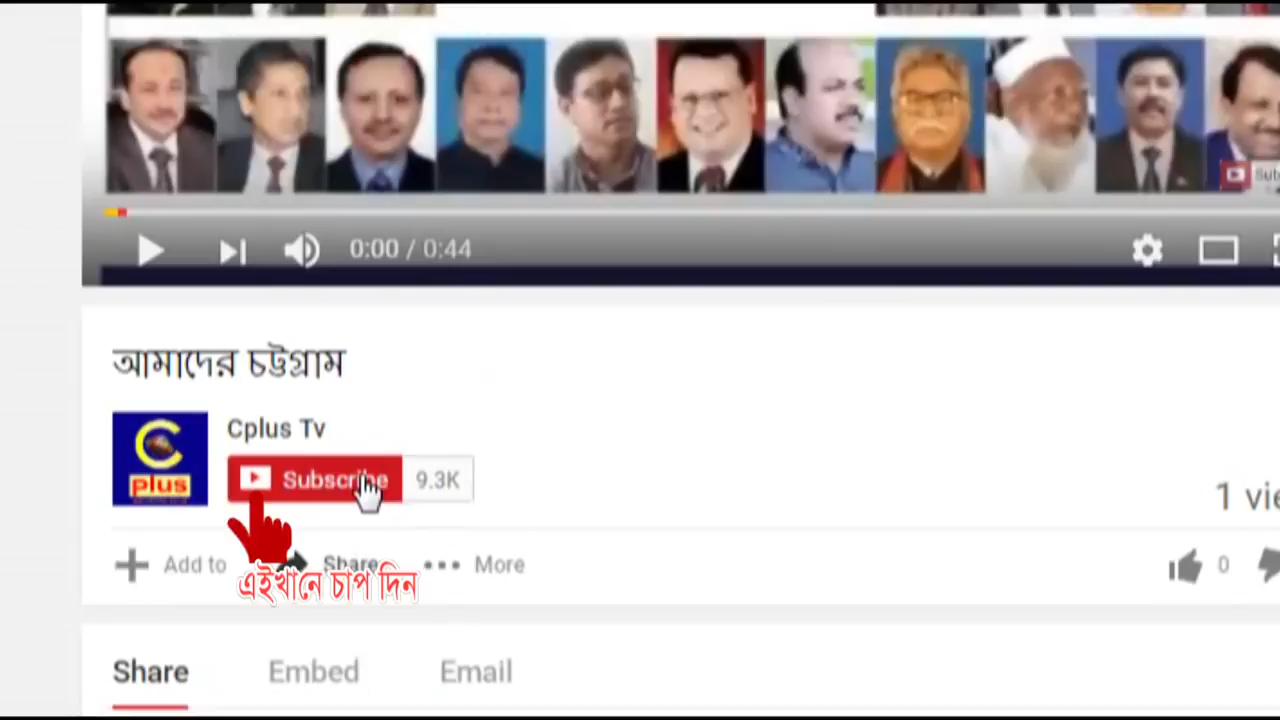 0:00 / 0:44
আমাদের চট্টগ্রাম
C plus
Cplus Tv
Subscribe 9.3K
1 vie
Add to Share More 0
এইখানে চাপ দিন
Share Embed Email